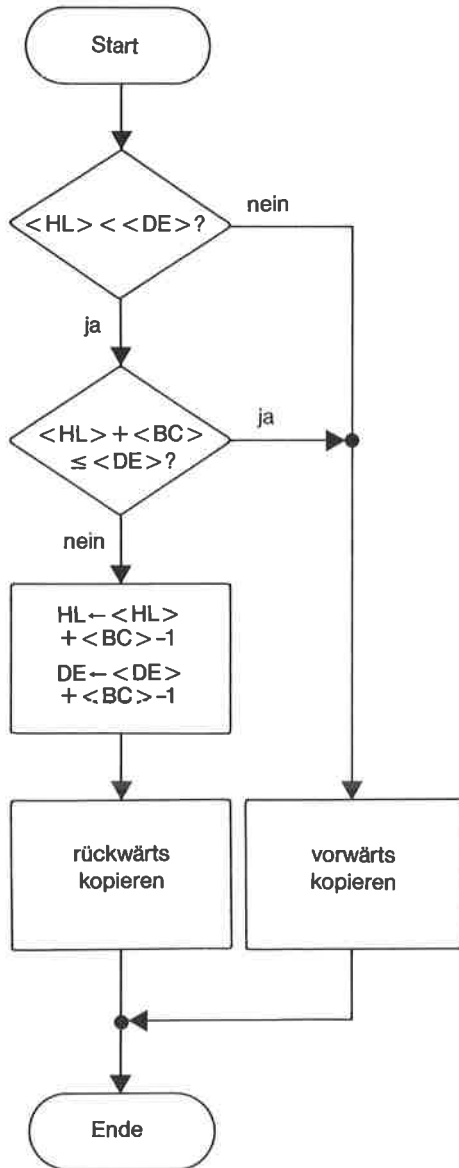 Start
<HL> < <DE>?
nein
ja
<HL> + <BC>
≤ <DE>?
ja
nein
HL←<HL>
+<BC>-1
DE←<DE>
+<BC>-1
rückwärts
kopieren
vorwärts
kopieren
Ende